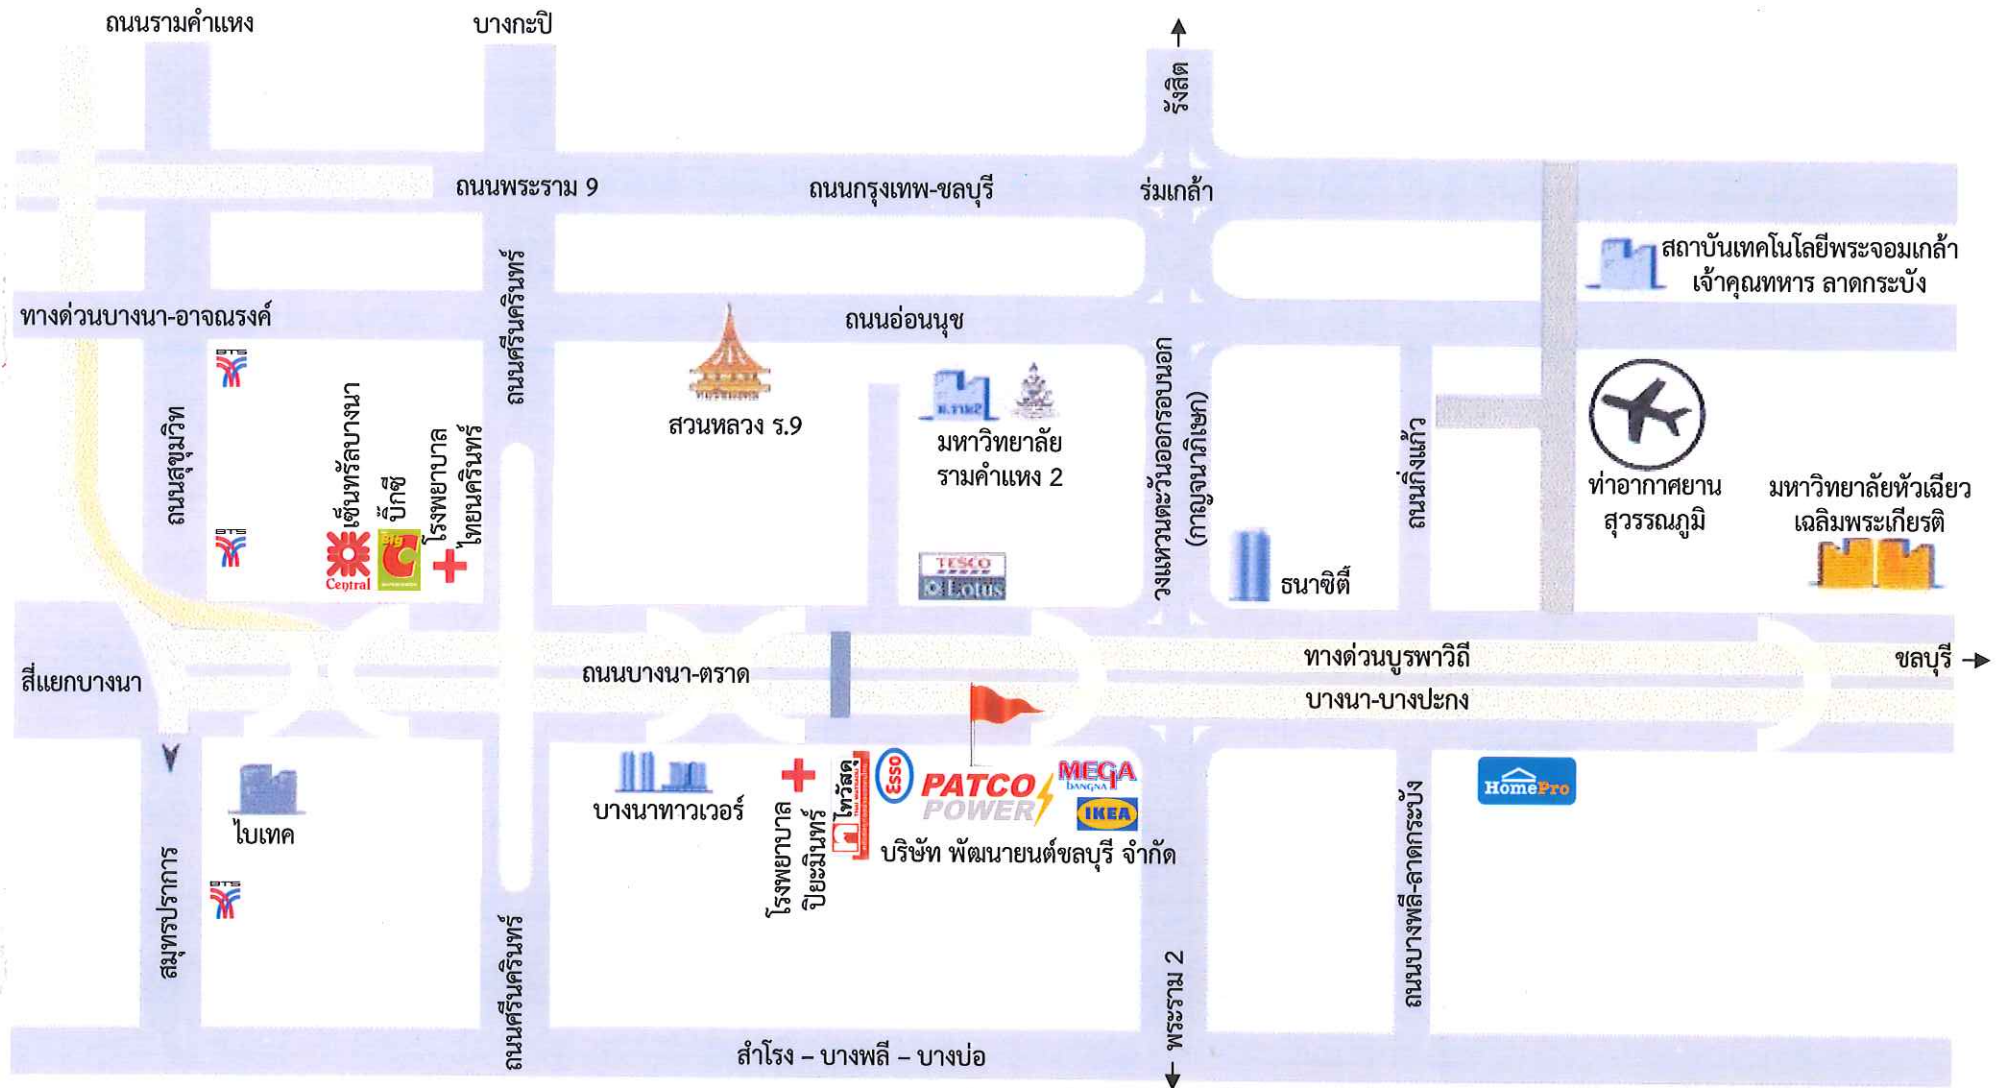 ถนนรามคำแหง
บางกะปิ
รังสิต
ถนนพระราม 9
ถนนกรุงเทพ-ชลบุรี
ร่มเกล้า
สถาบันเทคโนโลยีพระจอมเกล้า
เจ้าคุณทหาร ลาดกระบัง
ทางด่วนบางนา-อาจณรงค์
ถนนศรีนครินทร์
ถนนอ่อนนุช
BTS
ถนนสุขุมวิท
สวนหลวง ร.9
ม.ราม2
มหาวิทยาลัย
รามคำแหง 2
วงแหวนตะวันออกรอบนอก
(กาญจนาภิเษก)
ถนนกิ่งแก้ว
ท่าอากาศยาน
สุวรรณภูมิ
มหาวิทยาลัยหัวเฉียว
เฉลิมพระเกียรติ
BTS
เซ็นทรัลบางนา
Central
บิ๊กซี
Big
C
โรงพยาบาล
ไทยนครินทร์
TESCO
Lotus
ธนาซิตี้
สี่แยกบางนา
ถนนบางนา-ตราด
ทางด่วนบูรพาวิถี
บางนา-บางปะกง
ชลบุรี
ไบเทค
บางนาทาวเวอร์
โรงพยาบาล
ปิยะมินทร์
ไทวัสดุ
Esso
PATCO
POWER
MEGA
BANGNA
IKEA
บริษัท พัฒนายนต์ชลบุรี จำกัด
HomePro
BTS
สมุทรปราการ
ถนนศรีนครินทร์
พระราม 2
ถนนบางพลี-ลาดกระบัง
สำโรง – บางพลี – บางบ่อ